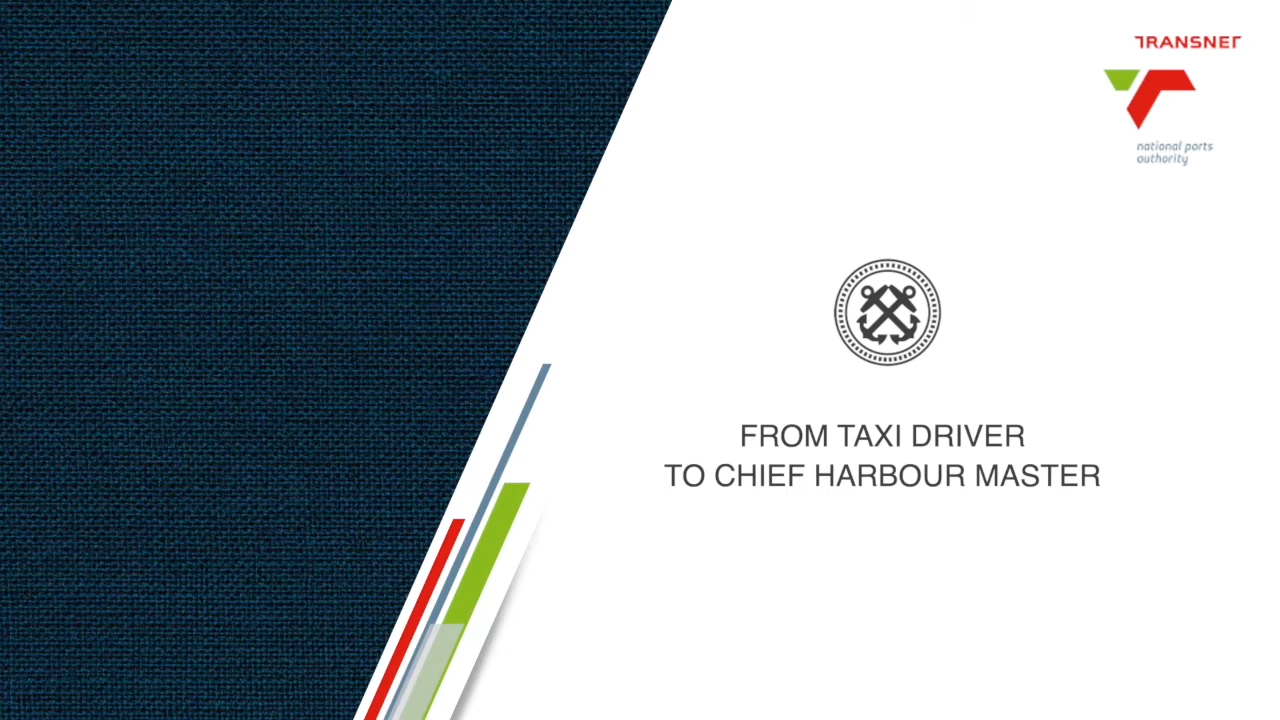 TRANSNET
national ports
authority
FROM TAXI DRIVER
TO CHIEF HARBOUR MASTER